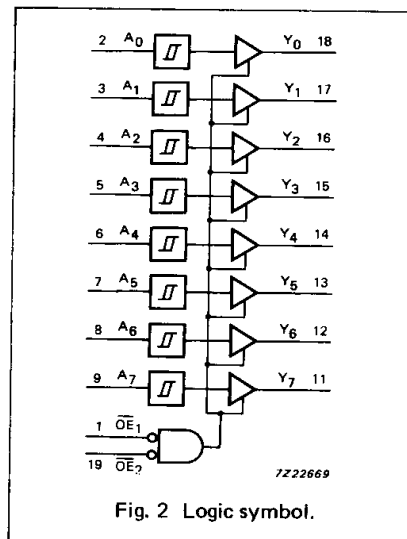 2 A0 Y0 18
3 A1 Y1 17
4 A2 Y2 16
5 A3 Y3 15
6 A4 Y4 14
7 A5 Y5 13
8 A6 Y6 12
9 A7 Y7 11
1 OE1
19 OE2
7Z22669
Fig. 2 Logic symbol.